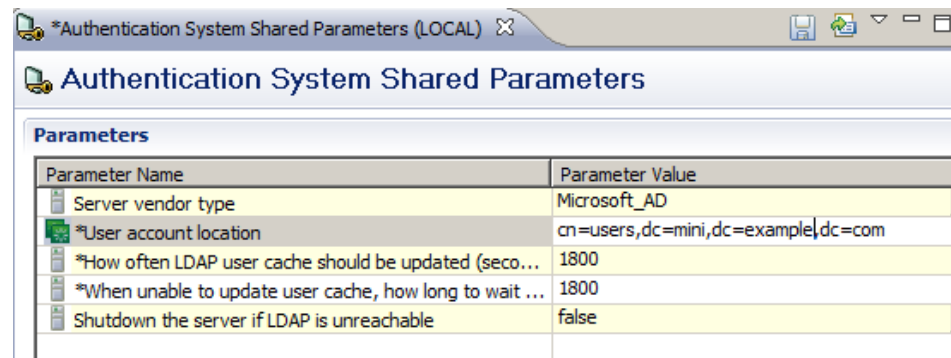 *Authentication System Shared Parameters (LOCAL)
Authentication System Shared Parameters
Parameters
Parameter Name Parameter Value
Server vendor type Microsoft_AD
*User account location cn=users,dc=mini,dc=example,dc=com
*How often LDAP user cache should be updated (seco... 1800
*When unable to update user cache, how long to wait ... 1800
Shutdown the server if LDAP is unreachable false